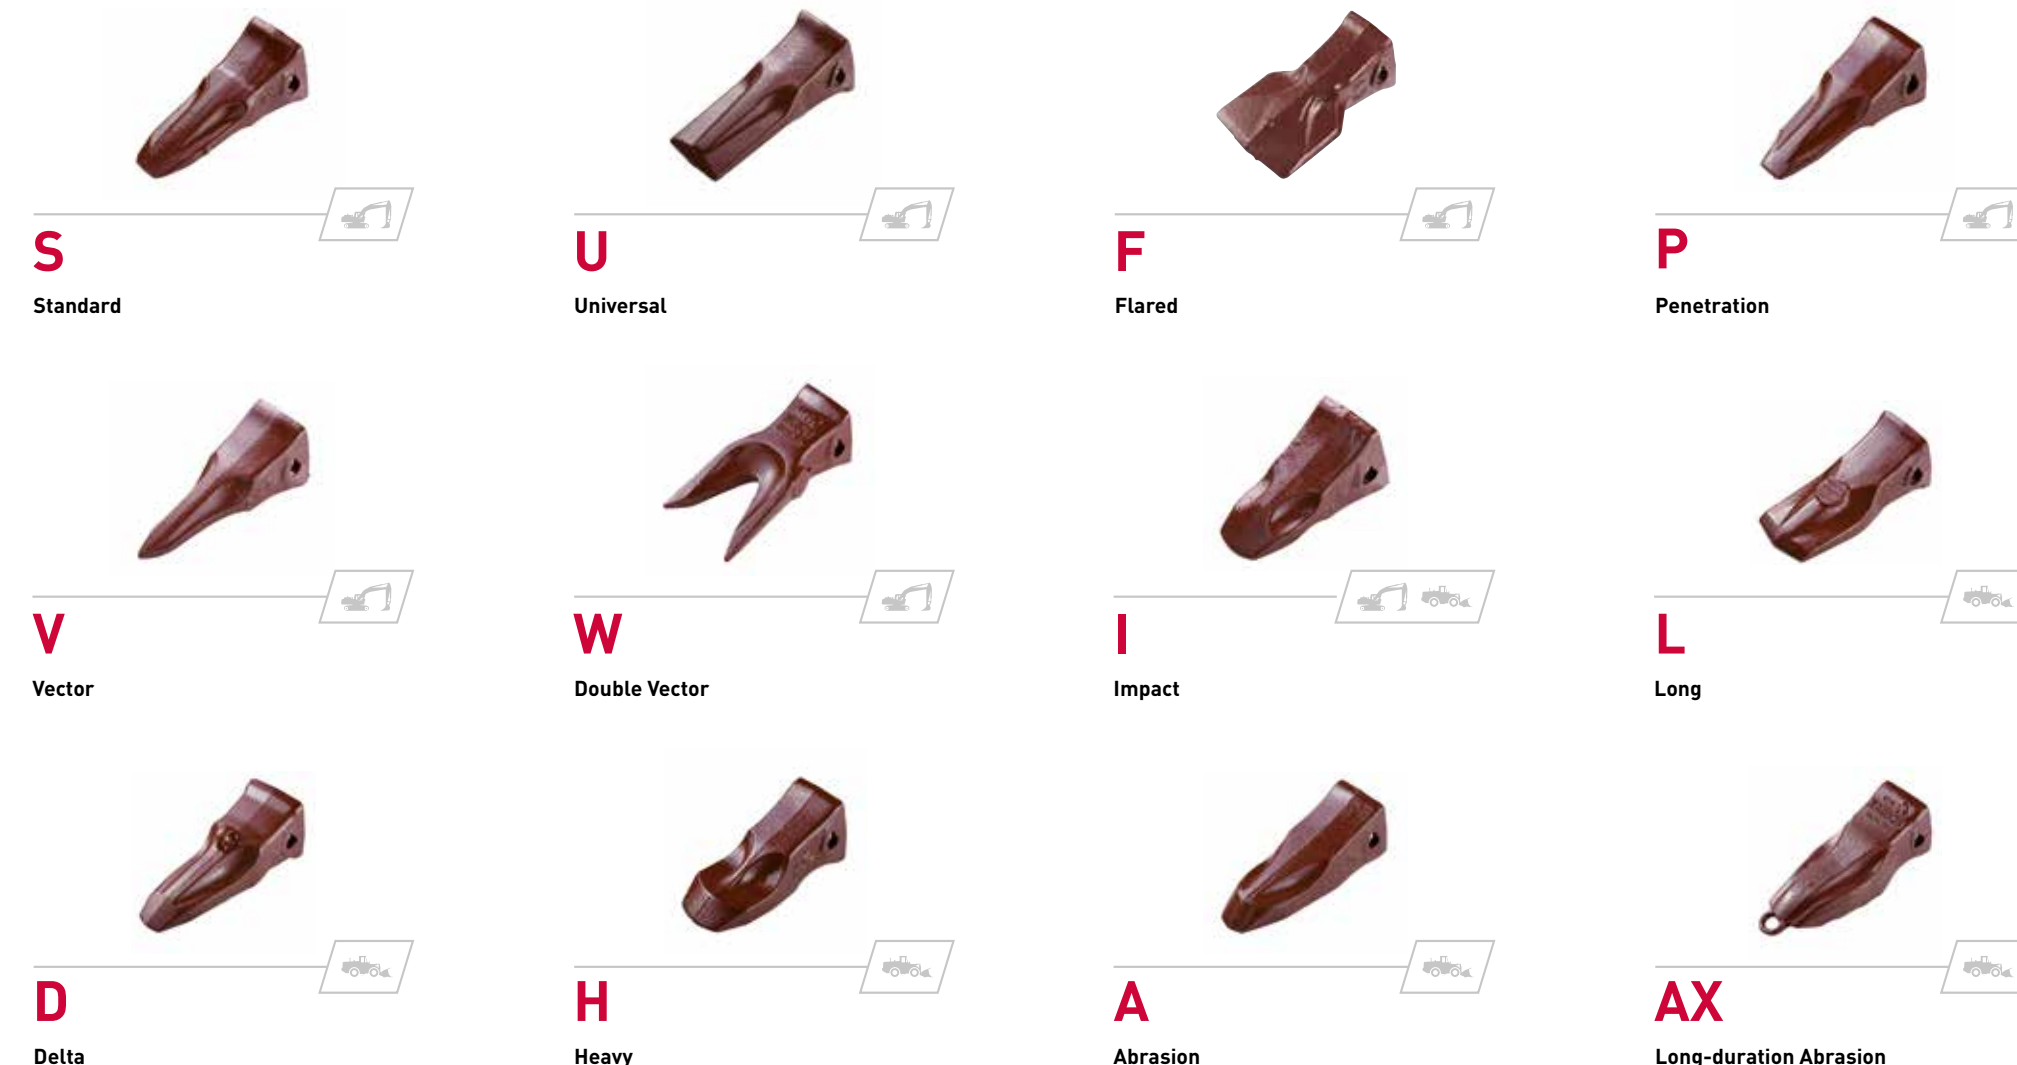 S
Standard
U
Universal
F
Flared
P
Penetration
V
Vector
W
Double Vector
I
Impact
L
Long
D
Delta
H
Heavy
A
Abrasion
AX
Long-duration Abrasion